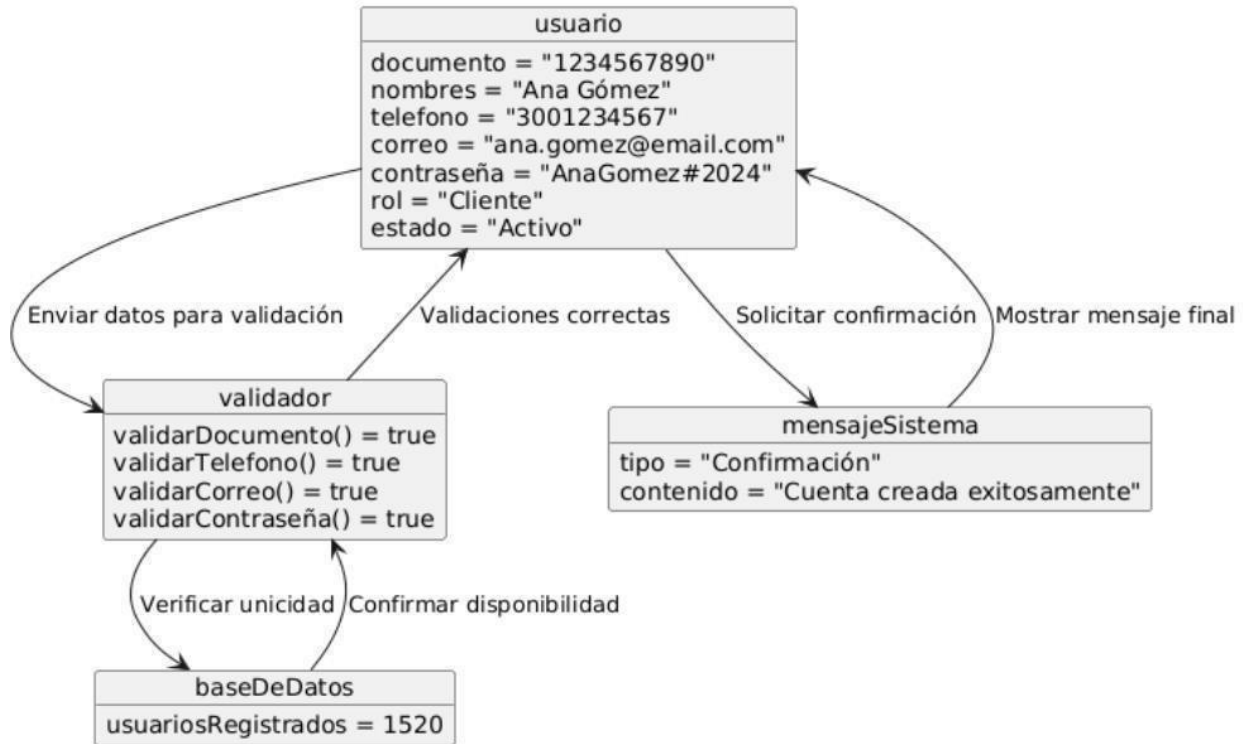 usuario
documento = "1234567890"
nombres = "Ana Gómez"
telefono = "3001234567"
correo = "ana.gomez@email.com"
contraseña = "AnaGomez#2024"
rol = "Cliente"
estado = "Activo"
Enviar datos para validación
Validaciones correctas
Solicitar confirmación
Mostrar mensaje final
validador
validarDocumento() = true
validarTelefono() = true
validarCorreo() = true
validarContraseña() = true
mensajeSistema
tipo = "Confirmación"
contenido = "Cuenta creada exitosamente"
Verificar unicidad
Confirmar disponibilidad
baseDeDatos
usuariosRegistrados = 1520